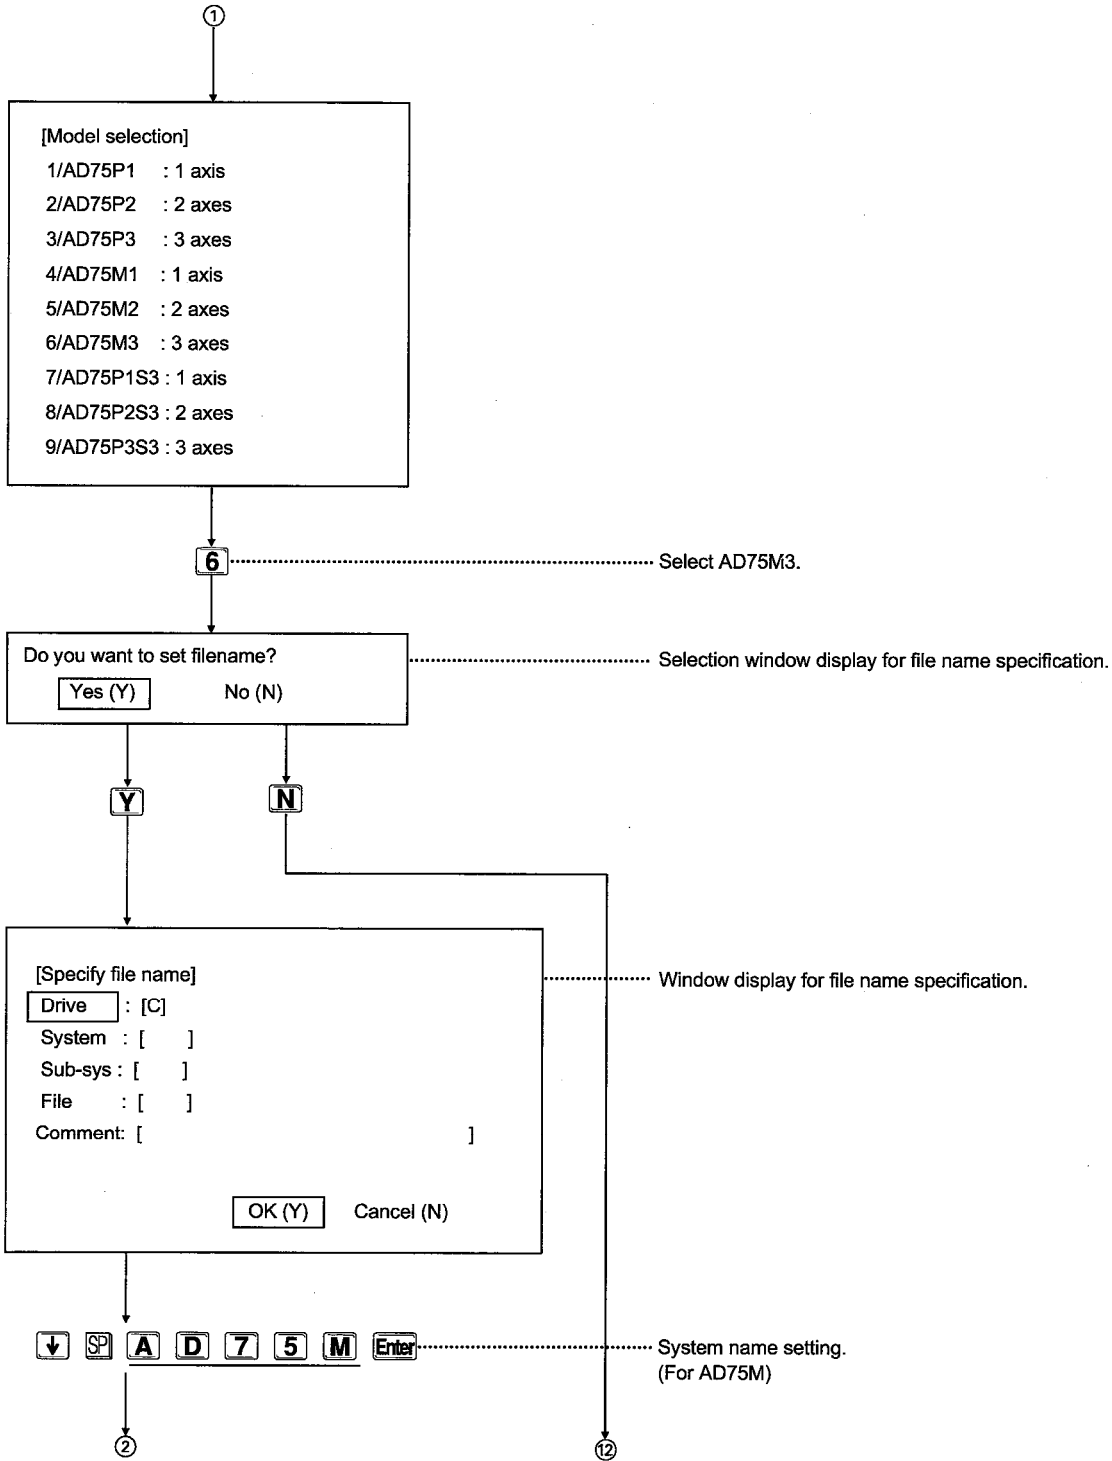 ①
[Model selection]
1/AD75P1 : 1 axis
2/AD75P2 : 2 axes
3/AD75P3 : 3 axes
4/AD75M1 : 1 axis
5/AD75M2 : 2 axes
6/AD75M3 : 3 axes
7/AD75P1S3 : 1 axis
8/AD75P2S3 : 2 axes
9/AD75P3S3 : 3 axes
6 Select AD75M3.
Do you want to set filename?
Selection window display for file name specification.
Yes (Y) No (N)
Y N
[Specify file name]
Window display for file name specification.
Drive : [C]
System : [ ]
Sub-sys : [ ]
File : [ ]
Comment: [ ]
OK (Y) Cancel (N)
↓ SP A D 7 5 M Enter System name setting.
(For AD75M)
② ⑫